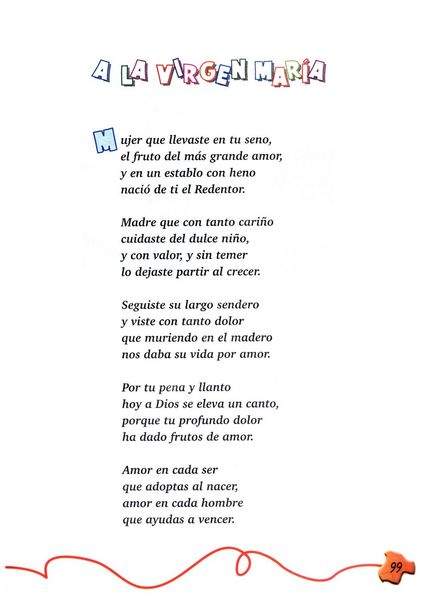 A LA VIRGEN MARÍA
Mujer que llevaste en tu seno,
el fruto del más grande amor,
y en un establo con heno
nació de ti el Redentor.
Madre que con tanto cariño
cuidaste del dulce niño,
y con valor, y sin temer
lo dejaste partir al crecer.
Seguiste su largo sendero
y viste con tanto dolor
que muriendo en el madero
nos daba su vida por amor.
Por tu pena y llanto
hoy a Dios se eleva un canto,
porque tu profundo dolor
ha dado frutos de amor.
Amor en cada ser
que adoptas al nacer,
amor en cada hombre
que ayudas a vencer.
99